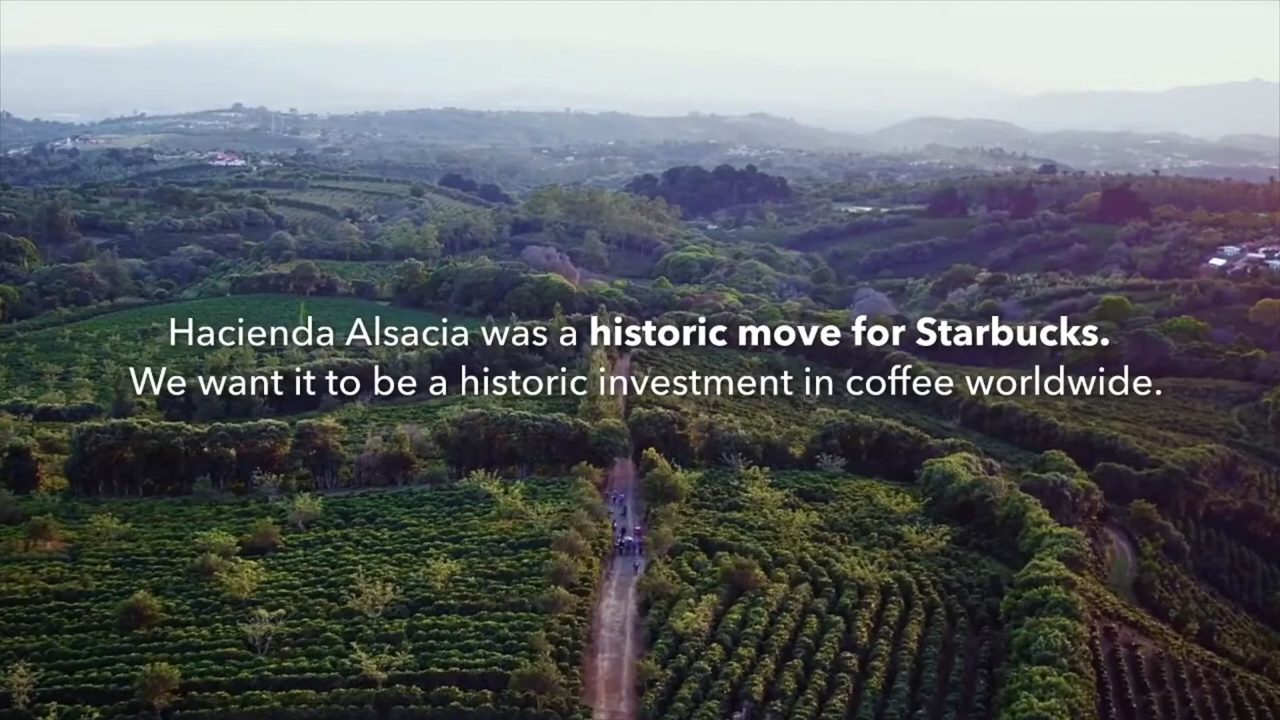 Hacienda Alsacia was a historic move for Starbucks.
We want it to be a historic investment in coffee worldwide.